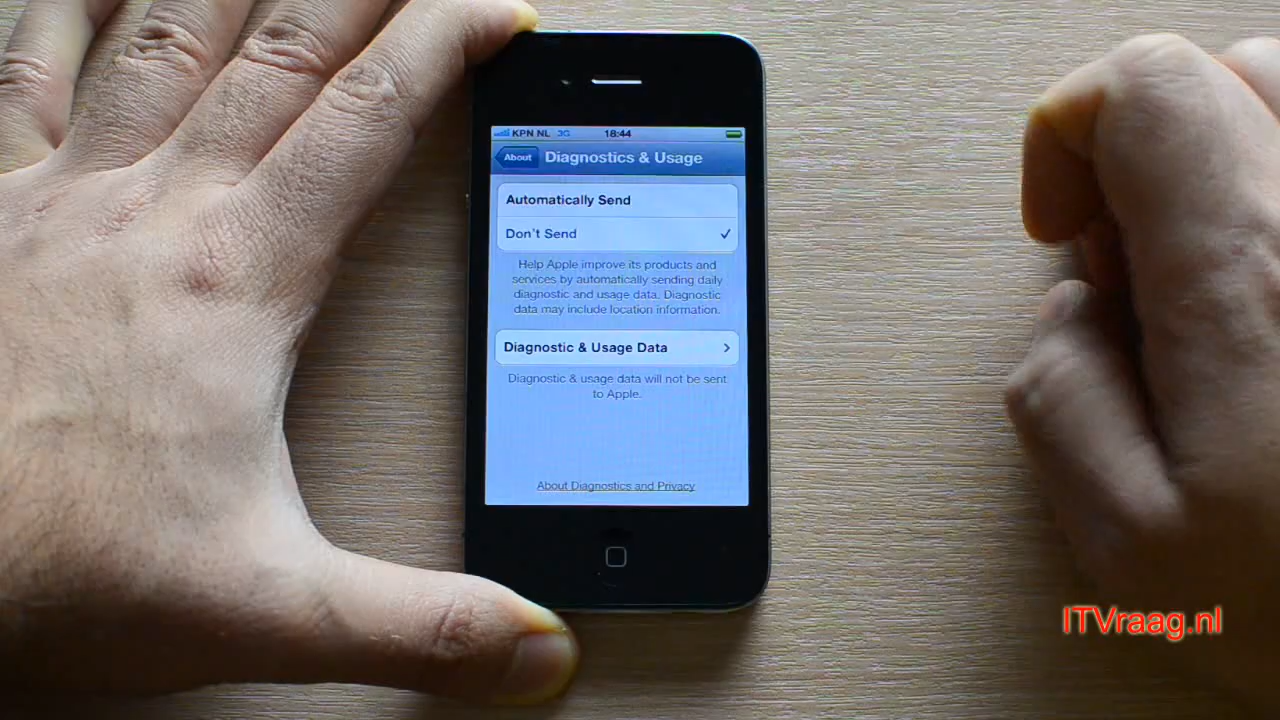 KPN NL 3G 18:44
About Diagnostics & Usage
Automatically Send
Don't Send
Help Apple improve its products and
services by automatically sending daily
diagnostic and usage data. Diagnostic
data may include location information.
Diagnostic & Usage Data
Diagnostic & usage data will not be sent
to Apple.
About Diagnostics and Privacy
ITVraag.nl